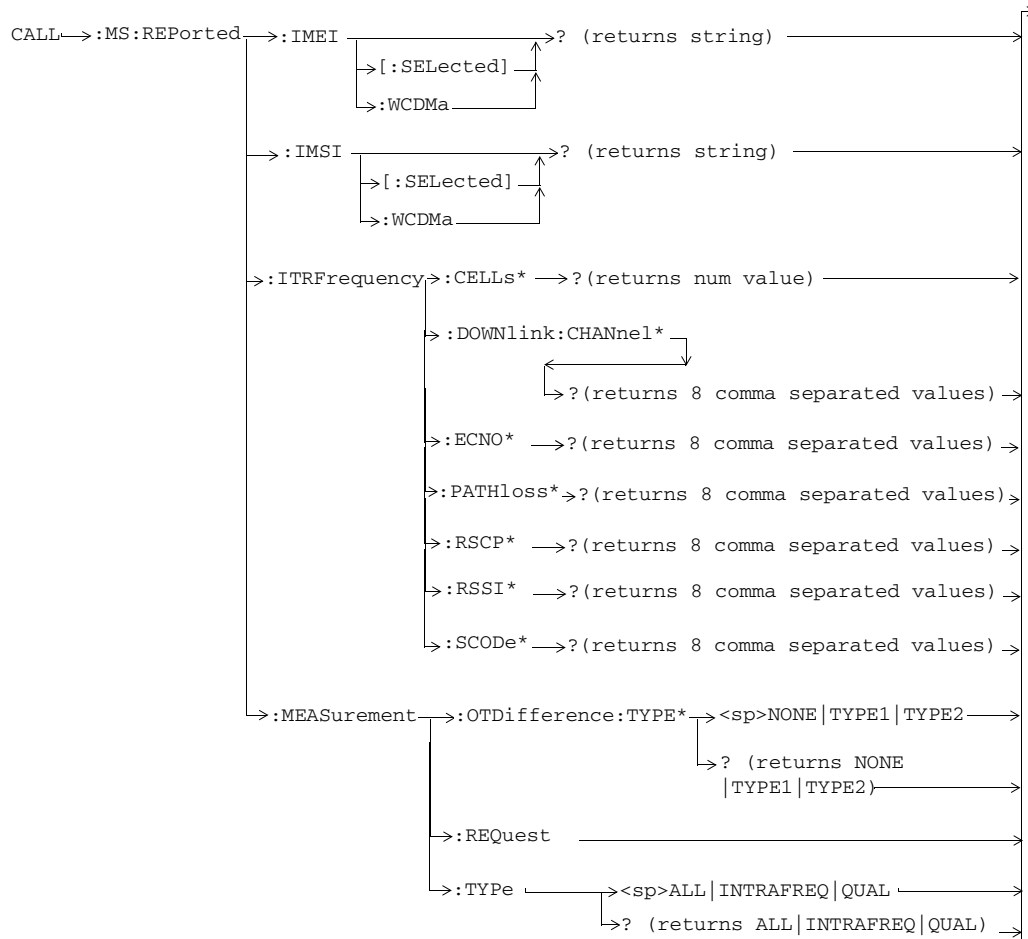 CALL :MS:REPorted :IMEI ? (returns string)
[:SELected]
:WCDMa
:IMSI ? (returns string)
[:SELected]
:WCDMa
:ITRFrequency :CELLs* ?(returns num value)
:DOWNlink:CHANnel*
?(returns 8 comma separated values)
:ECNO* ?(returns 8 comma separated values)
:PATHloss* ?(returns 8 comma separated values)
:RSCP* ?(returns 8 comma separated values)
:RSSI* ?(returns 8 comma separated values)
:SCODe* ?(returns 8 comma separated values)
:MEASurement :OTDifference:TYPE* <sp>NONE|TYPE1|TYPE2
? (returns NONE
|TYPE1|TYPE2)
:REQuest
:TYPe <sp>ALL|INTRAFREQ|QUAL
? (returns ALL|INTRAFREQ|QUAL)